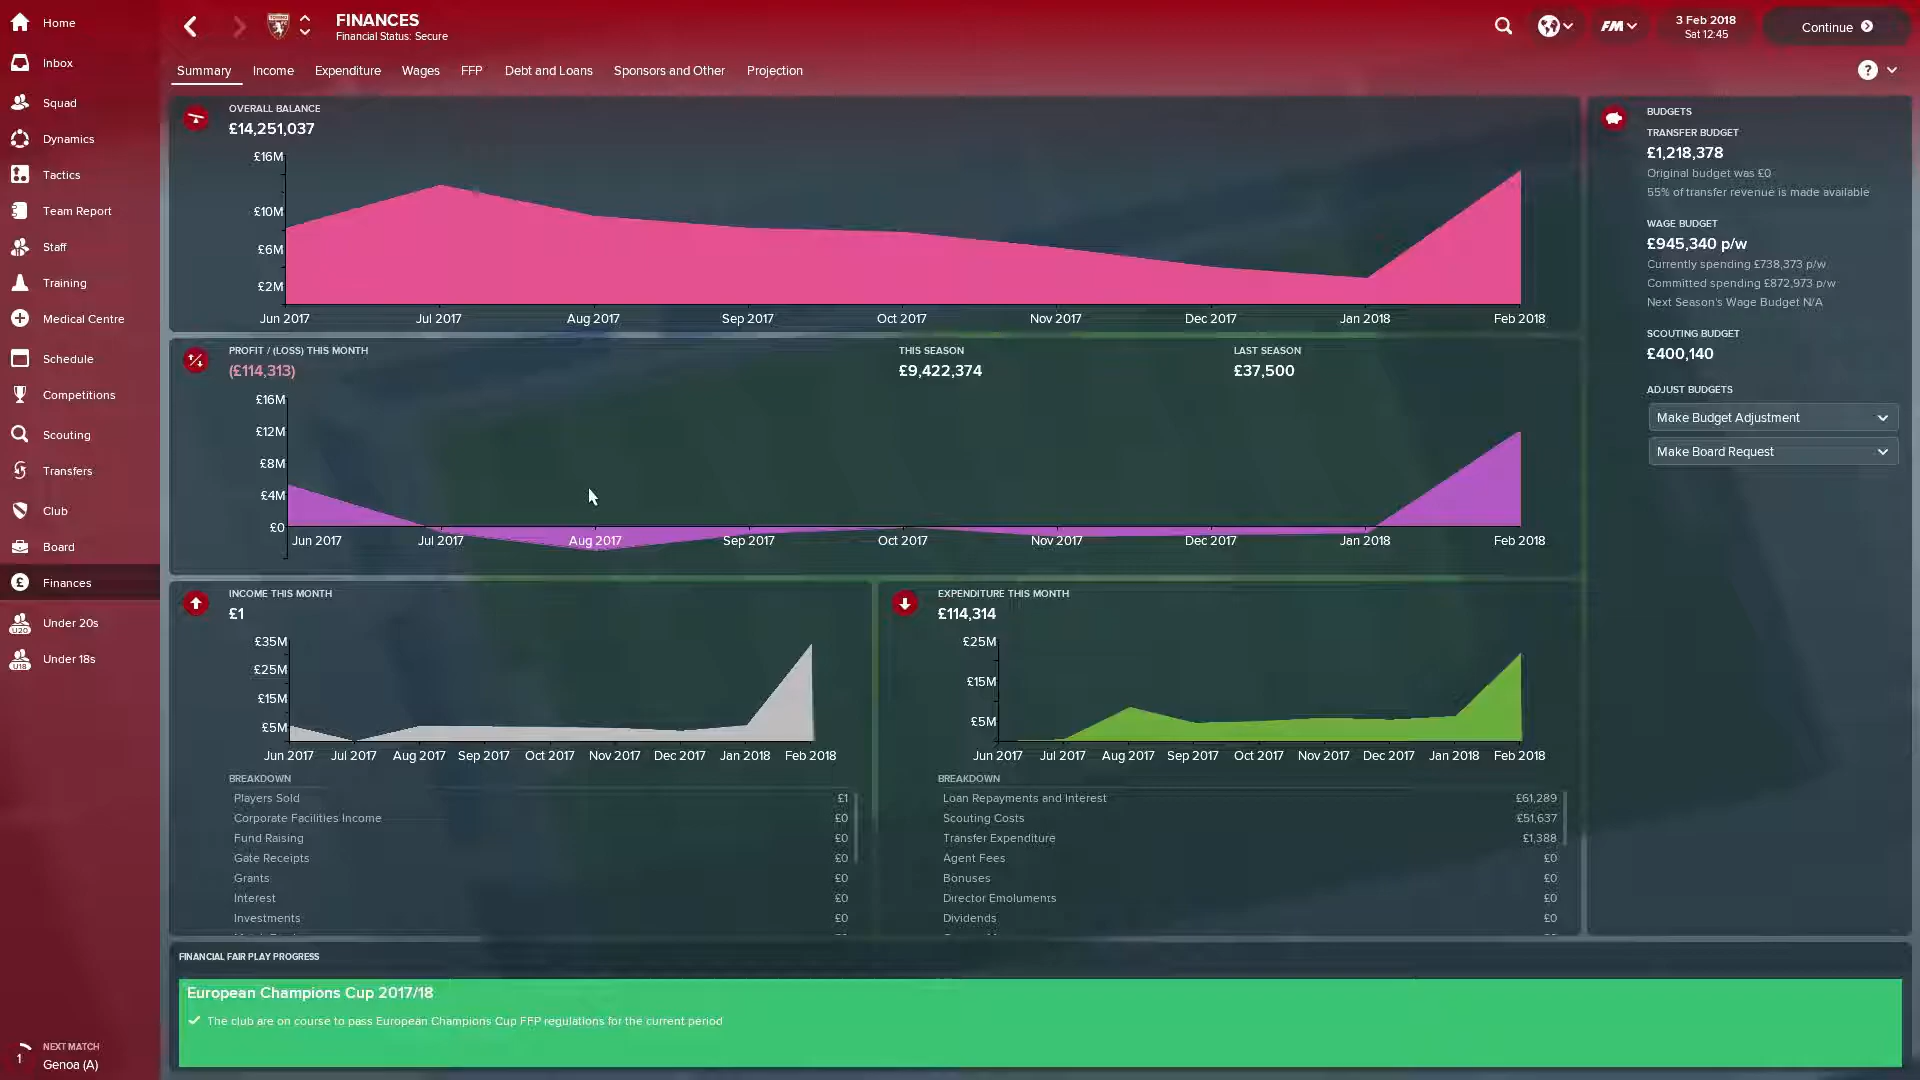 Home
Inbox
Squad
Dynamics
Tactics
Team Report
Staff
Training
Medical Centre
Schedule
Competitions
Scouting
Transfers
Club
Board
Finances
U20
Under 20s
U18
Under 18s
1
NEXT MATCH
Genoa (A)
FINANCES
Financial Status: Secure
FM
3 Feb 2018
Sat 12:45
Continue
Summary Income Expenditure Wages FFP Debt and Loans Sponsors and Other Projection
?
OVERALL BALANCE
£14,251,037
£16M
£10M
£6M
£2M
Jun 2017 Jul 2017 Aug 2017 Sep 2017 Oct 2017 Nov 2017 Dec 2017 Jan 2018 Feb 2018
PROFIT / (LOSS) THIS MONTH
(£114,313)
THIS SEASON
£9,422,374
LAST SEASON
£37,500
£16M
£12M
£8M
£4M
£0
Jun 2017 Jul 2017 Aug 2017 Sep 2017 Oct 2017 Nov 2017 Dec 2017 Jan 2018 Feb 2018
INCOME THIS MONTH
£1
£35M
£25M
£15M
£5M
Jun 2017 Jul 2017 Aug 2017 Sep 2017 Oct 2017 Nov 2017 Dec 2017 Jan 2018 Feb 2018
BREAKDOWN
Players Sold £1
Corporate Facilities Income £0
Fund Raising £0
Gate Receipts £0
Grants £0
Interest £0
Investments £0
EXPENDITURE THIS MONTH
£114,314
£25M
£15M
£5M
Jun 2017 Jul 2017 Aug 2017 Sep 2017 Oct 2017 Nov 2017 Dec 2017 Jan 2018 Feb 2018
BREAKDOWN
Loan Repayments and Interest £61,289
Scouting Costs £51,637
Transfer Expenditure £1,388
Agent Fees £0
Bonuses £0
Director Emoluments £0
Dividends £0
BUDGETS
TRANSFER BUDGET
£1,218,378
Original budget was £0
55% of transfer revenue is made available
WAGE BUDGET
£945,340 p/w
Currently spending £738,373 p/w
Committed spending £872,973 p/w
Next Season's Wage Budget N/A
SCOUTING BUDGET
£400,140
ADJUST BUDGETS
Make Budget Adjustment
Make Board Request
FINANCIAL FAIR PLAY PROGRESS
European Champions Cup 2017/18
The club are on course to pass European Champions Cup FFP regulations for the current period